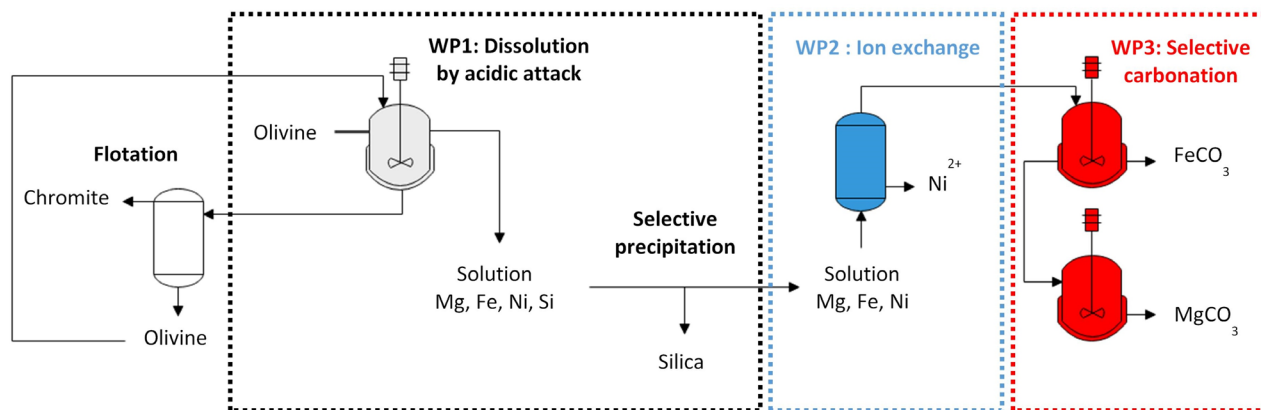 WP1: Dissolution
by acidic attack
WP2 : Ion exchange
WP3: Selective
carbonation
Olivine
Flotation
Chromite
Olivine
Solution
Mg, Fe, Ni, Si
Selective
precipitation
Silica
Solution
Mg, Fe, Ni
Ni2+
FeCO3
MgCO3